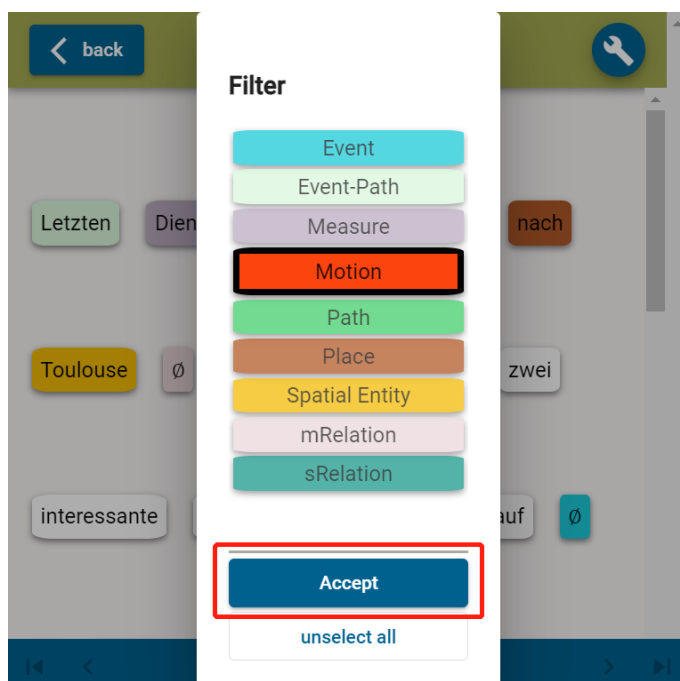 back
Filter
Event
Event-Path
Measure
Letzten Dien nach
Motion
Path
Toulouse Ø Place zwei
Spatial Entity
mRelation
sRelation
interessante auf Ø
Accept
unselect all